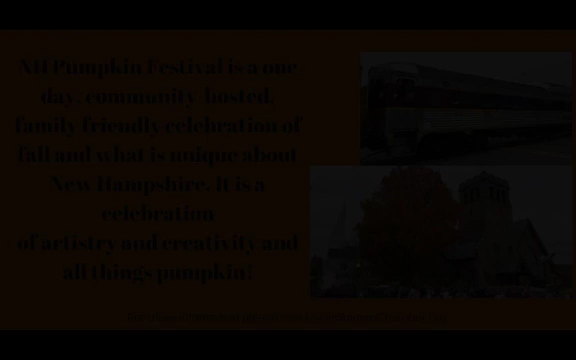 NH Pumpkin Festival is a one
day, community hosted,
family friendly celebration of
fall and what is unique about
New Hampshire. It is a
celebration
of artistry and creativity and
all things pumpkin!